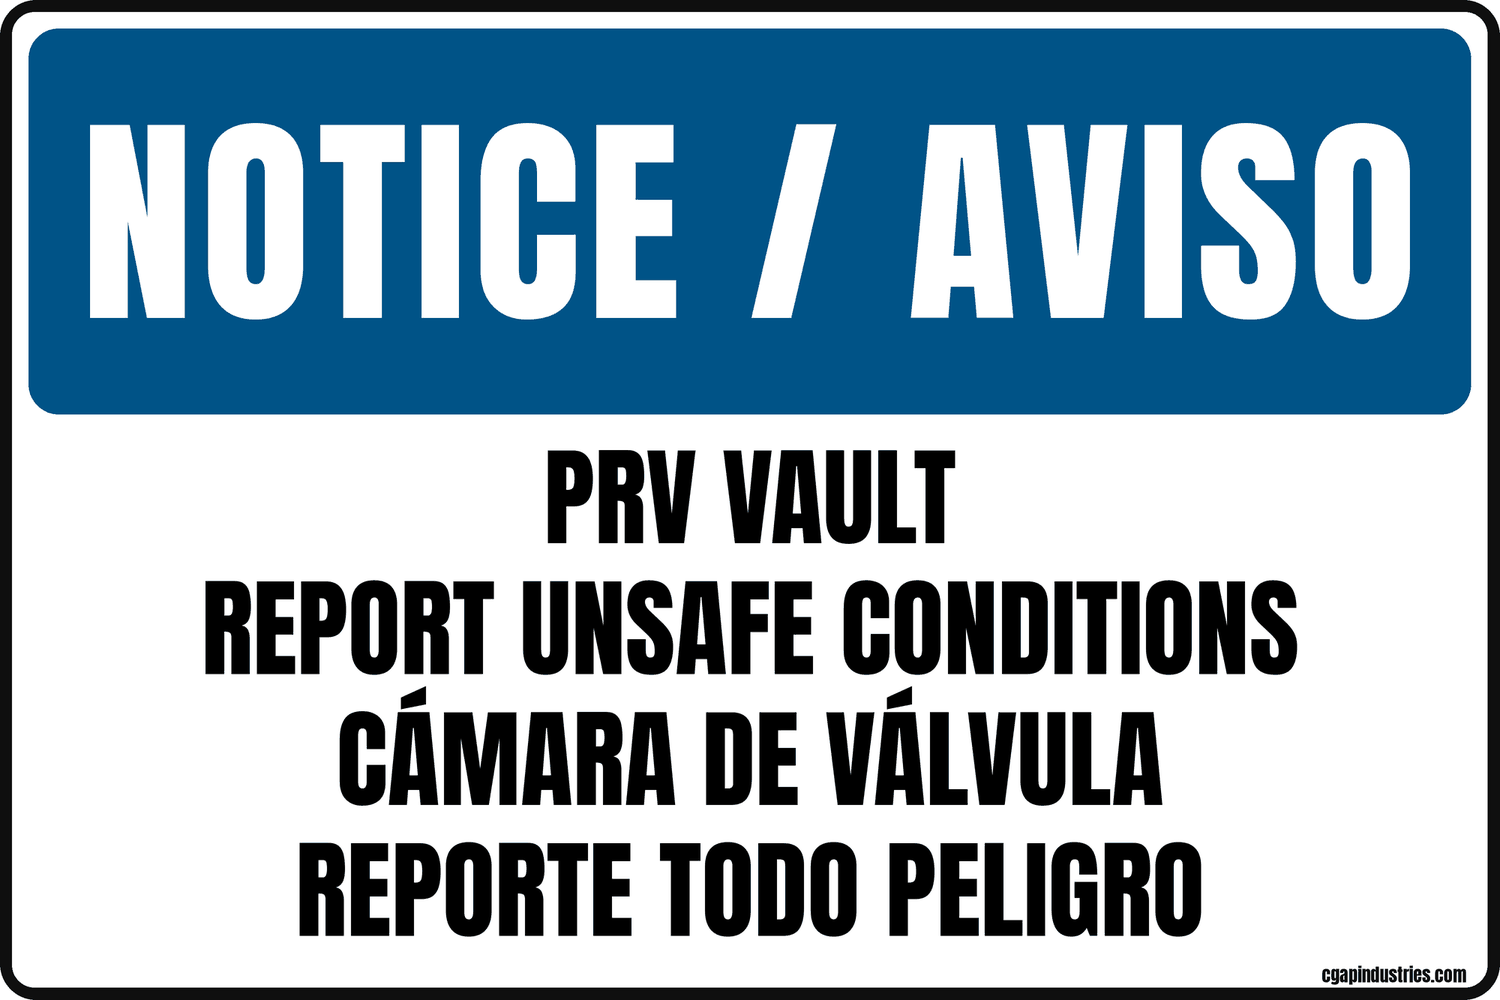 NOTICE / AVISO
PRV VAULT
REPORT UNSAFE CONDITIONS
CÁMARA DE VÁLVULA
REPORTE TODO PELIGRO
cgapindustries.com